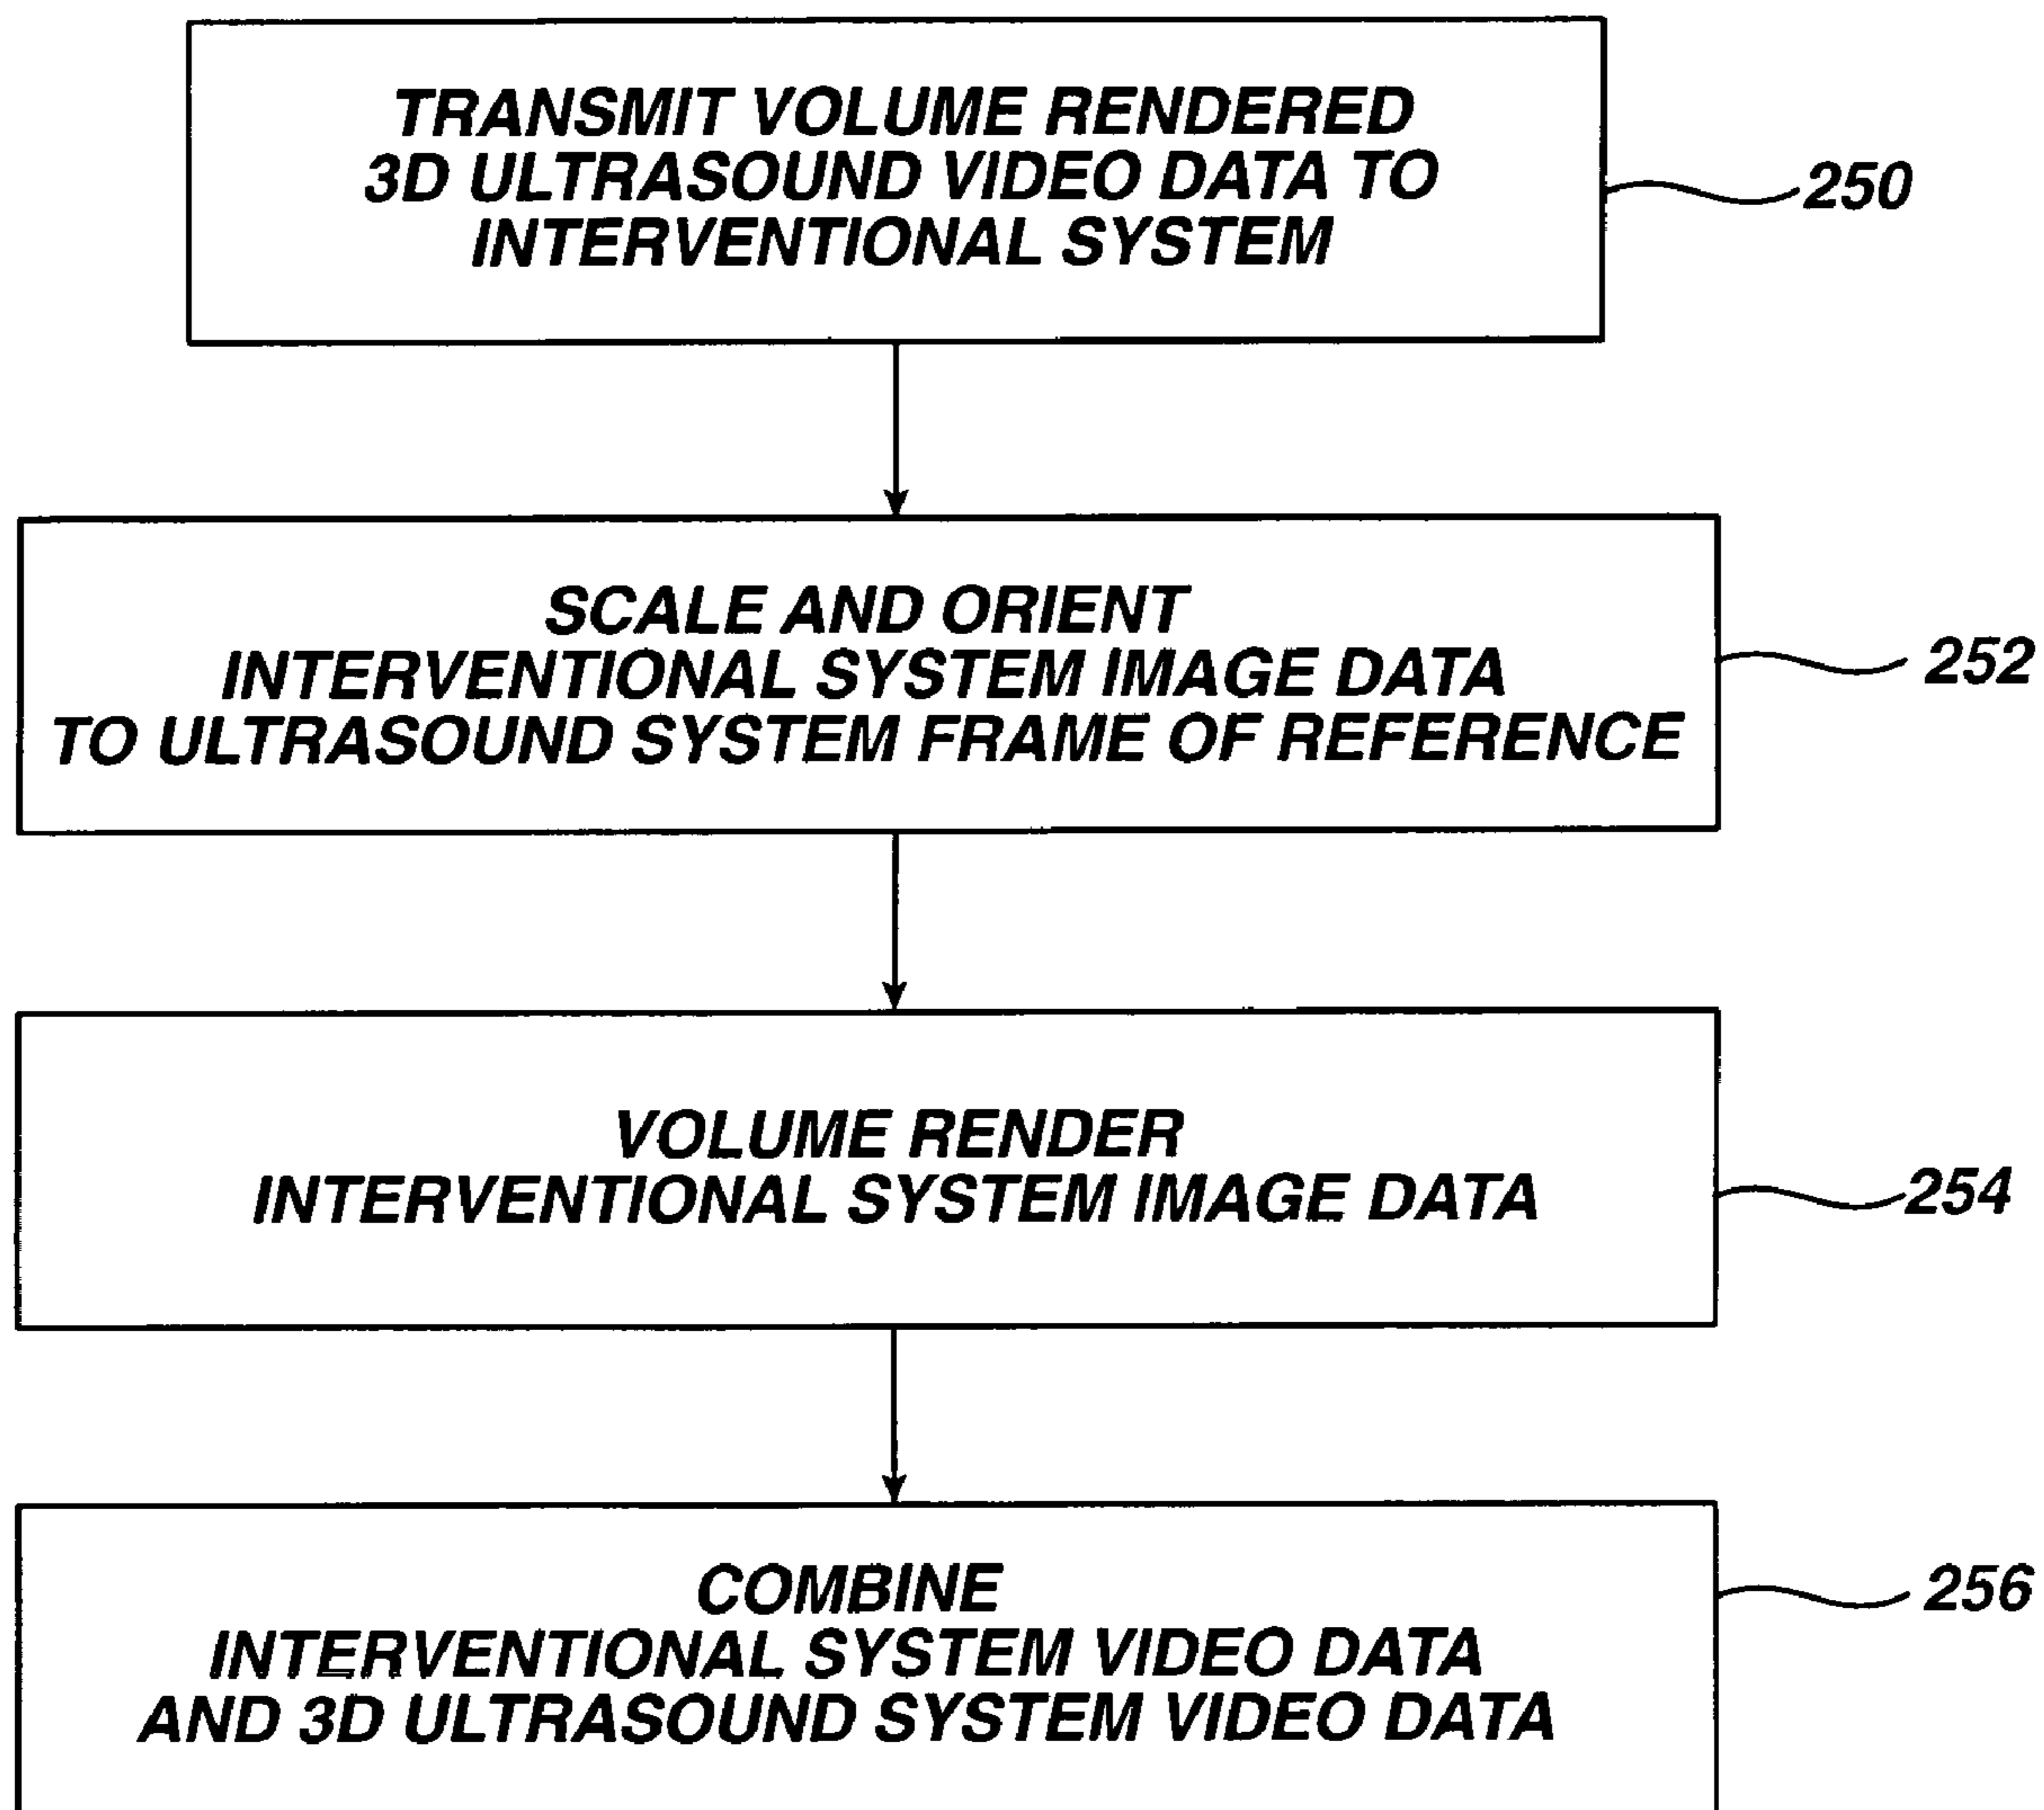 TRANSMIT VOLUME RENDERED
3D ULTRASOUND VIDEO DATA TO
INTERVENTIONAL SYSTEM
250
SCALE AND ORIENT
INTERVENTIONAL SYSTEM IMAGE DATA
TO ULTRASOUND SYSTEM FRAME OF REFERENCE
252
VOLUME RENDER
INTERVENTIONAL SYSTEM IMAGE DATA
254
COMBINE
INTERVENTIONAL SYSTEM VIDEO DATA
AND 3D ULTRASOUND SYSTEM VIDEO DATA
256